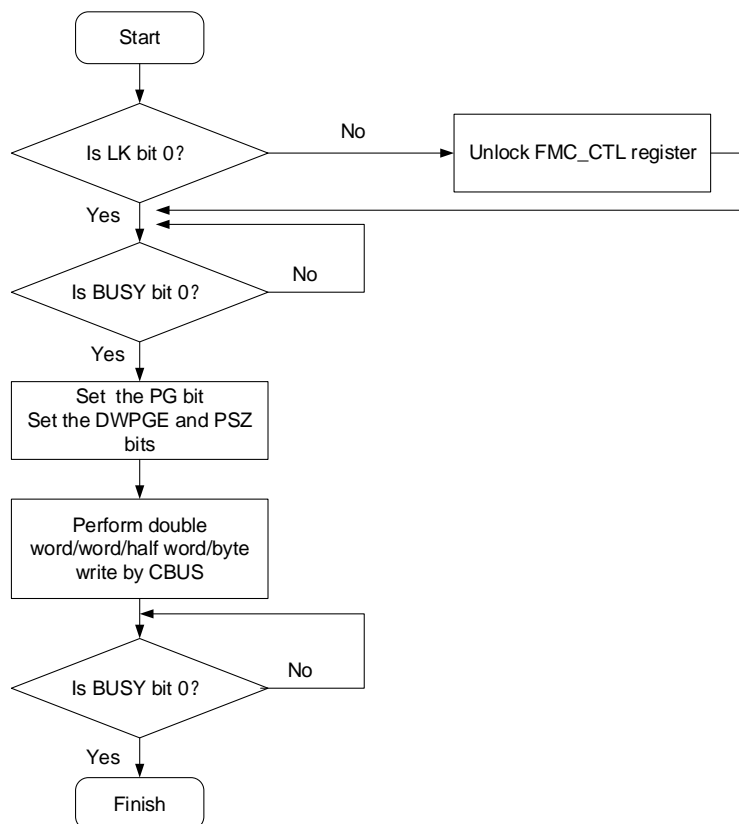 Start
Is LK bit 0?
No
Unlock FMC_CTL register
Yes
Is BUSY bit 0?
No
Yes
Set the PG bit
Set the DWPGE and PSZ
bits
Perform double
word/word/half word/byte
write by CBUS
Is BUSY bit 0?
No
Yes
Finish